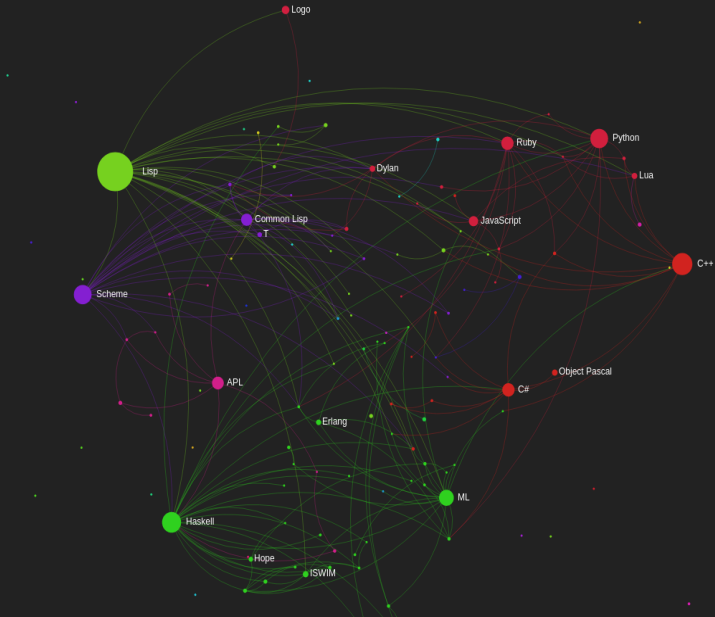 Logo
Python
Ruby
Dylan
Lisp
Lua
Common Lisp
JavaScript
T
C++
Scheme
Object Pascal
APL
C#
Erlang
ML
Haskell
Hope
ISWIM